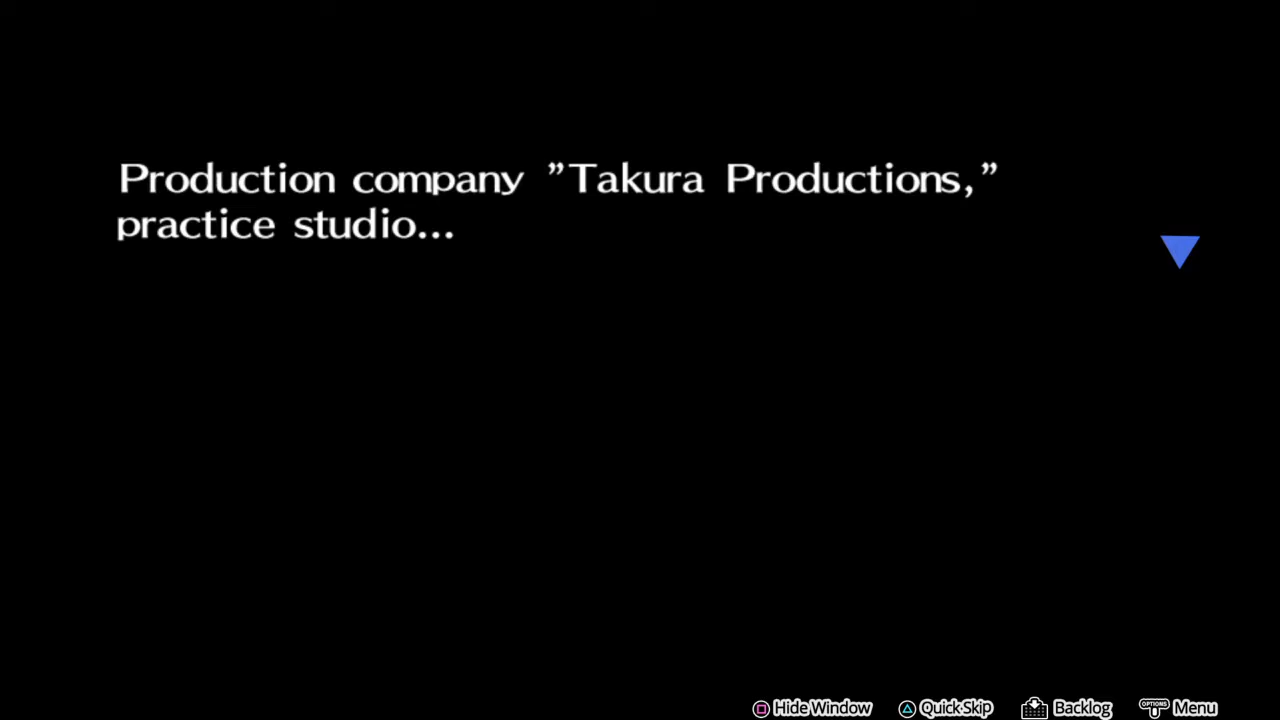 Production company ”Takura Productions,”
practice studio...
Hide Window Quick Skip Backlog OPTIONS Menu